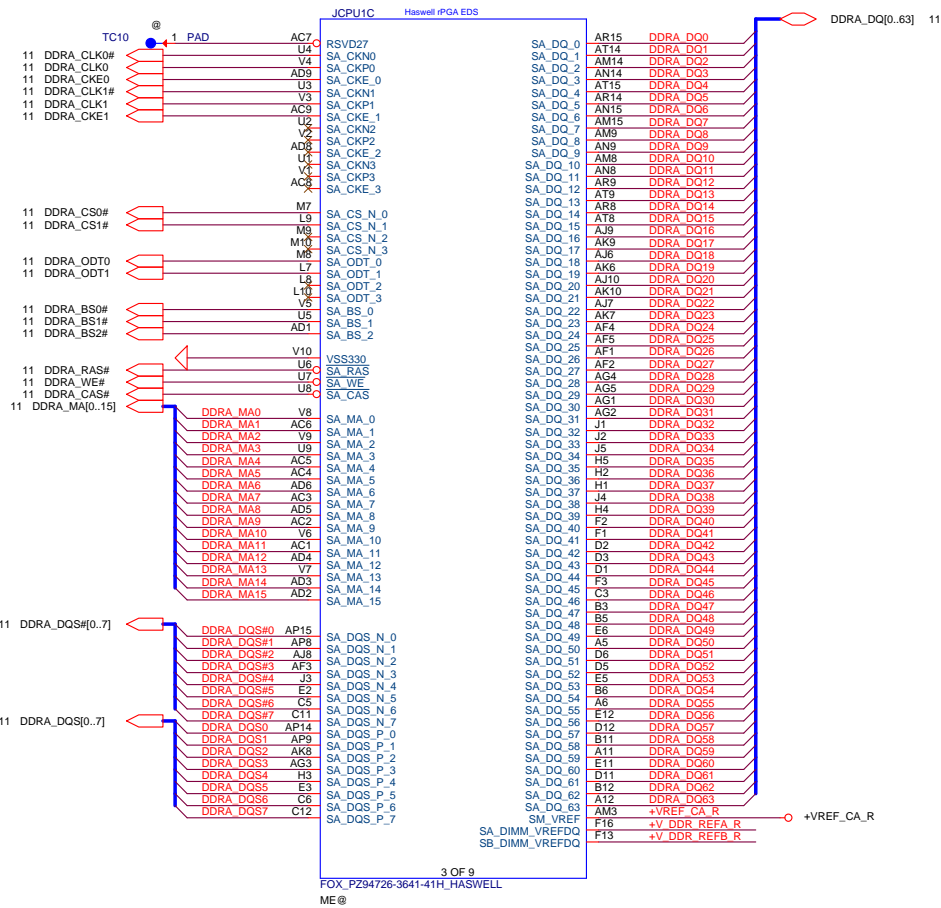 JCPU1C
Haswell rPGA EDS
@
TC10 1 PAD AC7 RSVD27
11 DDRA_CLK0# U4 SA_CKN0
11 DDRA_CLK0 V4 SA_CKP0
11 DDRA_CKE0 AD9 SA_CKE_0
11 DDRA_CLK1# U3 SA_CKN1
11 DDRA_CLK1 V3 SA_CKP1
11 DDRA_CKE1 AC9 SA_CKE_1
U2 SA_CKN2
V2 SA_CKP2
AD8 SA_CKE_2
U1 SA_CKN3
V1 SA_CKP3
AC8 SA_CKE_3
11 DDRA_CS0# M7 SA_CS_N_0
11 DDRA_CS1# L9 SA_CS_N_1
M9 SA_CS_N_2
M10 SA_CS_N_3
11 DDRA_ODT0 M8 SA_ODT_0
11 DDRA_ODT1 L7 SA_ODT_1
L8 SA_ODT_2
L10 SA_ODT_3
11 DDRA_BS0# V5 SA_BS_0
11 DDRA_BS1# U5 SA_BS_1
11 DDRA_BS2# AD1 SA_BS_2
V10 VSS330
11 DDRA_RAS# U6 SA_RAS
11 DDRA_WE# U7 SA_WE
11 DDRA_CAS# U8 SA_CAS
11 DDRA_MA[0..15]
DDRA_MA0 V8 SA_MA_0
DDRA_MA1 AC6 SA_MA_1
DDRA_MA2 V9 SA_MA_2
DDRA_MA3 U9 SA_MA_3
DDRA_MA4 AC5 SA_MA_4
DDRA_MA5 AC4 SA_MA_5
DDRA_MA6 AD6 SA_MA_6
DDRA_MA7 AC3 SA_MA_7
DDRA_MA8 AD5 SA_MA_8
DDRA_MA9 AC2 SA_MA_9
DDRA_MA10 V6 SA_MA_10
DDRA_MA11 AC1 SA_MA_11
DDRA_MA12 AD4 SA_MA_12
DDRA_MA13 V7 SA_MA_13
DDRA_MA14 AD3 SA_MA_14
DDRA_MA15 AD2 SA_MA_15
11 DDRA_DQS#[0..7]
DDRA_DQS#0 AP15 SA_DQS_N_0
DDRA_DQS#1 AP8 SA_DQS_N_1
DDRA_DQS#2 AJ8 SA_DQS_N_2
DDRA_DQS#3 AF3 SA_DQS_N_3
DDRA_DQS#4 J3 SA_DQS_N_4
DDRA_DQS#5 E2 SA_DQS_N_5
DDRA_DQS#6 C5 SA_DQS_N_6
DDRA_DQS#7 C11 SA_DQS_N_7
11 DDRA_DQS[0..7]
DDRA_DQS0 AP14 SA_DQS_P_0
DDRA_DQS1 AP9 SA_DQS_P_1
DDRA_DQS2 AK8 SA_DQS_P_2
DDRA_DQS3 AG3 SA_DQS_P_3
DDRA_DQS4 H3 SA_DQS_P_4
DDRA_DQS5 E3 SA_DQS_P_5
DDRA_DQS6 C6 SA_DQS_P_6
DDRA_DQS7 C12 SA_DQS_P_7
DDRA_DQ[0..63] 11
SA_DQ_0 AR15 DDRA_DQ0
SA_DQ_1 AT14 DDRA_DQ1
SA_DQ_2 AM14 DDRA_DQ2
SA_DQ_3 AN14 DDRA_DQ3
SA_DQ_4 AT15 DDRA_DQ4
SA_DQ_5 AR14 DDRA_DQ5
SA_DQ_6 AN15 DDRA_DQ6
SA_DQ_7 AM15 DDRA_DQ7
SA_DQ_8 AM9 DDRA_DQ8
SA_DQ_9 AN9 DDRA_DQ9
SA_DQ_10 AM8 DDRA_DQ10
SA_DQ_11 AN8 DDRA_DQ11
SA_DQ_12 AR9 DDRA_DQ12
SA_DQ_13 AT9 DDRA_DQ13
SA_DQ_14 AR8 DDRA_DQ14
SA_DQ_15 AT8 DDRA_DQ15
SA_DQ_16 AJ9 DDRA_DQ16
SA_DQ_17 AK9 DDRA_DQ17
SA_DQ_18 AJ6 DDRA_DQ18
SA_DQ_19 AK6 DDRA_DQ19
SA_DQ_20 AJ10 DDRA_DQ20
SA_DQ_21 AK10 DDRA_DQ21
SA_DQ_22 AJ7 DDRA_DQ22
SA_DQ_23 AK7 DDRA_DQ23
SA_DQ_24 AF4 DDRA_DQ24
SA_DQ_25 AF5 DDRA_DQ25
SA_DQ_26 AF1 DDRA_DQ26
SA_DQ_27 AF2 DDRA_DQ27
SA_DQ_28 AG4 DDRA_DQ28
SA_DQ_29 AG5 DDRA_DQ29
SA_DQ_30 AG1 DDRA_DQ30
SA_DQ_31 AG2 DDRA_DQ31
SA_DQ_32 J1 DDRA_DQ32
SA_DQ_33 J2 DDRA_DQ33
SA_DQ_34 J5 DDRA_DQ34
SA_DQ_35 H5 DDRA_DQ35
SA_DQ_36 H2 DDRA_DQ36
SA_DQ_37 H1 DDRA_DQ37
SA_DQ_38 J4 DDRA_DQ38
SA_DQ_39 H4 DDRA_DQ39
SA_DQ_40 F2 DDRA_DQ40
SA_DQ_41 F1 DDRA_DQ41
SA_DQ_42 D2 DDRA_DQ42
SA_DQ_43 D3 DDRA_DQ43
SA_DQ_44 D1 DDRA_DQ44
SA_DQ_45 F3 DDRA_DQ45
SA_DQ_46 C3 DDRA_DQ46
SA_DQ_47 B3 DDRA_DQ47
SA_DQ_48 B5 DDRA_DQ48
SA_DQ_49 E6 DDRA_DQ49
SA_DQ_50 A5 DDRA_DQ50
SA_DQ_51 D6 DDRA_DQ51
SA_DQ_52 D5 DDRA_DQ52
SA_DQ_53 E5 DDRA_DQ53
SA_DQ_54 B6 DDRA_DQ54
SA_DQ_55 A6 DDRA_DQ55
SA_DQ_56 E12 DDRA_DQ56
SA_DQ_57 D12 DDRA_DQ57
SA_DQ_58 B11 DDRA_DQ58
SA_DQ_59 A11 DDRA_DQ59
SA_DQ_60 E11 DDRA_DQ60
SA_DQ_61 D11 DDRA_DQ61
SA_DQ_62 B12 DDRA_DQ62
SA_DQ_63 A12 DDRA_DQ63
SM_VREF AM3 +VREF_CA_R +VREF_CA_R
SA_DIMM_VREFDQ F16 +V_DDR_REFA_R
SB_DIMM_VREFDQ F13 +V_DDR_REFB_R
3 OF 9
FOX_PZ94726-3641-41H_HASWELL
ME@